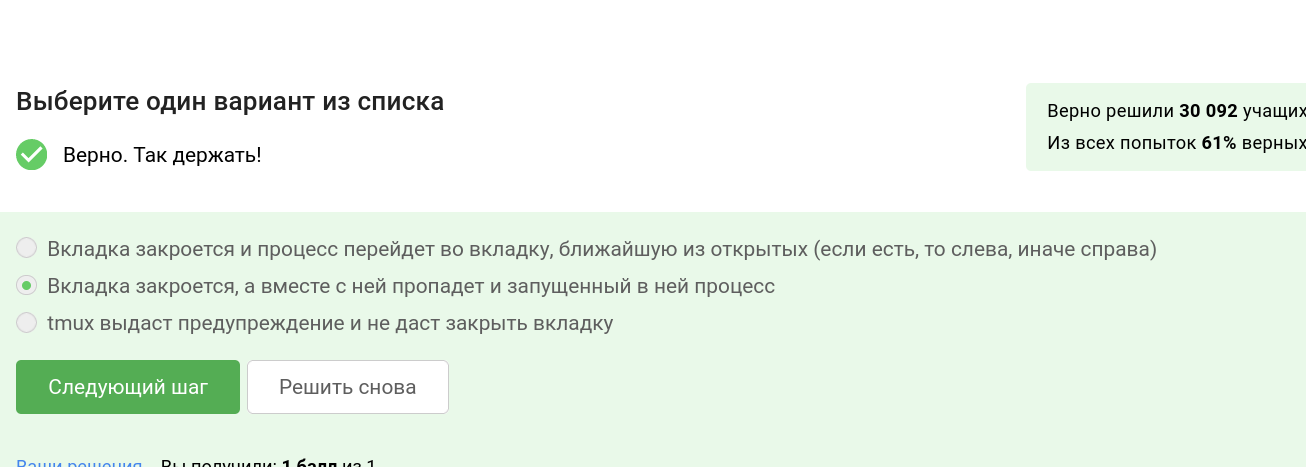 Выберите один вариант из списка
Верно решили 30 092 учащих
Верно. Так держать!
Из всех попыток 61% верных
Вкладка закроется и процесс перейдет во вкладку, ближайшую из открытых (если есть, то слева, иначе справа)
Вкладка закроется, а вместе с ней пропадет и запущенный в ней процесс
tmux выдаст предупреждение и не даст закрыть вкладку
Следующий шаг
Решить снова
Ваши решения Вы получили: 1 балл из 1